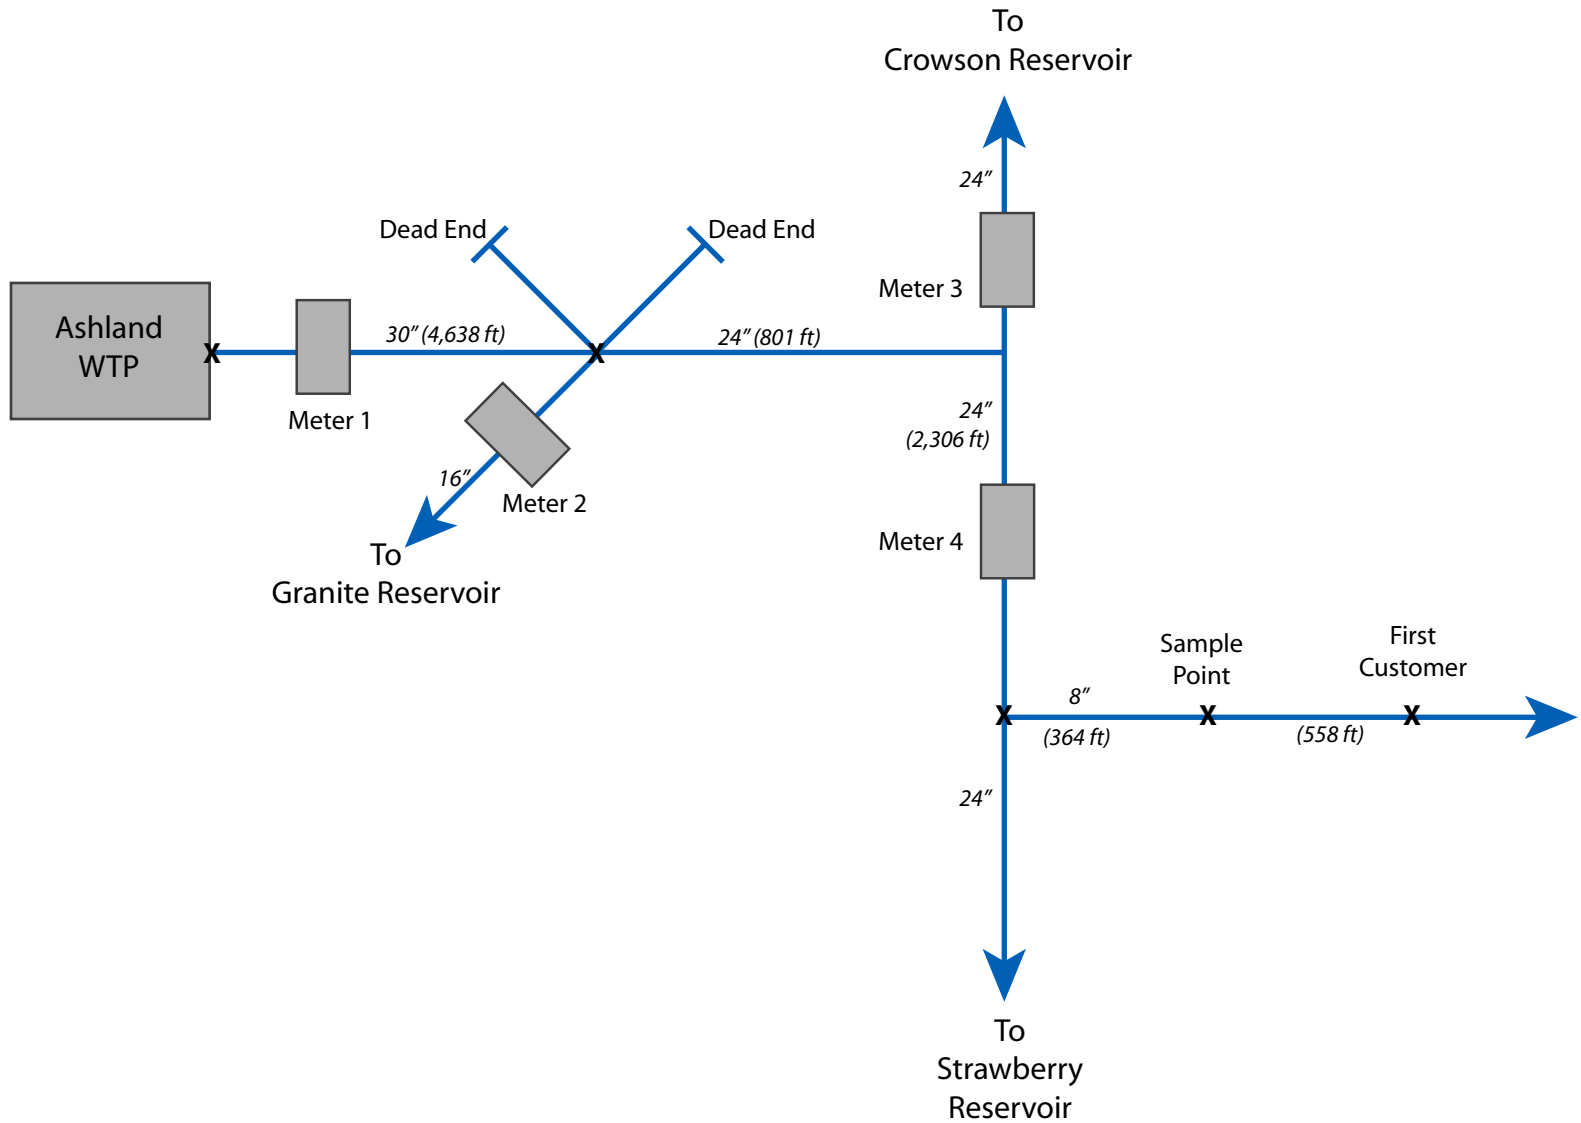 To
Crowson Reservoir
24”
Dead End
Dead End
Meter 3
Ashland
WTP
30” (4,638 ft)
24” (801 ft)
Meter 1
24”
(2,306 ft)
16”
Meter 2
Meter 4
To
Granite Reservoir
Sample
Point
First
Customer
8”
X
X
X
X
X
(364 ft)
(558 ft)
24”
To
Strawberry
Reservoir